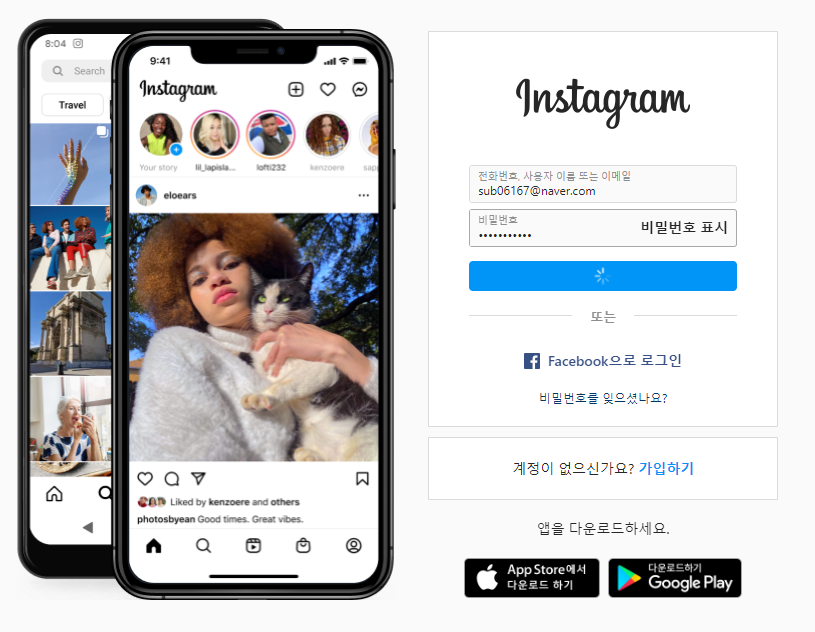 8:04
Search
Travel
9:41
Instagram
Your story
lil_lapisla...
lofti232
kenzoere
sapp
eloears
Liked by kenzoere and others
photosbyean Good times. Great vibes.
Instagram
전화번호, 사용자 이름 또는 이메일
sub06167@naver.com
비밀번호
•••••••••••
비밀번호 표시
또는
Facebook으로 로그인
비밀번호를 잊으셨나요?
계정이 없으신가요? 가입하기
앱을 다운로드하세요.
App Store에서
다운로드 하기
다운로드하기
Google Play